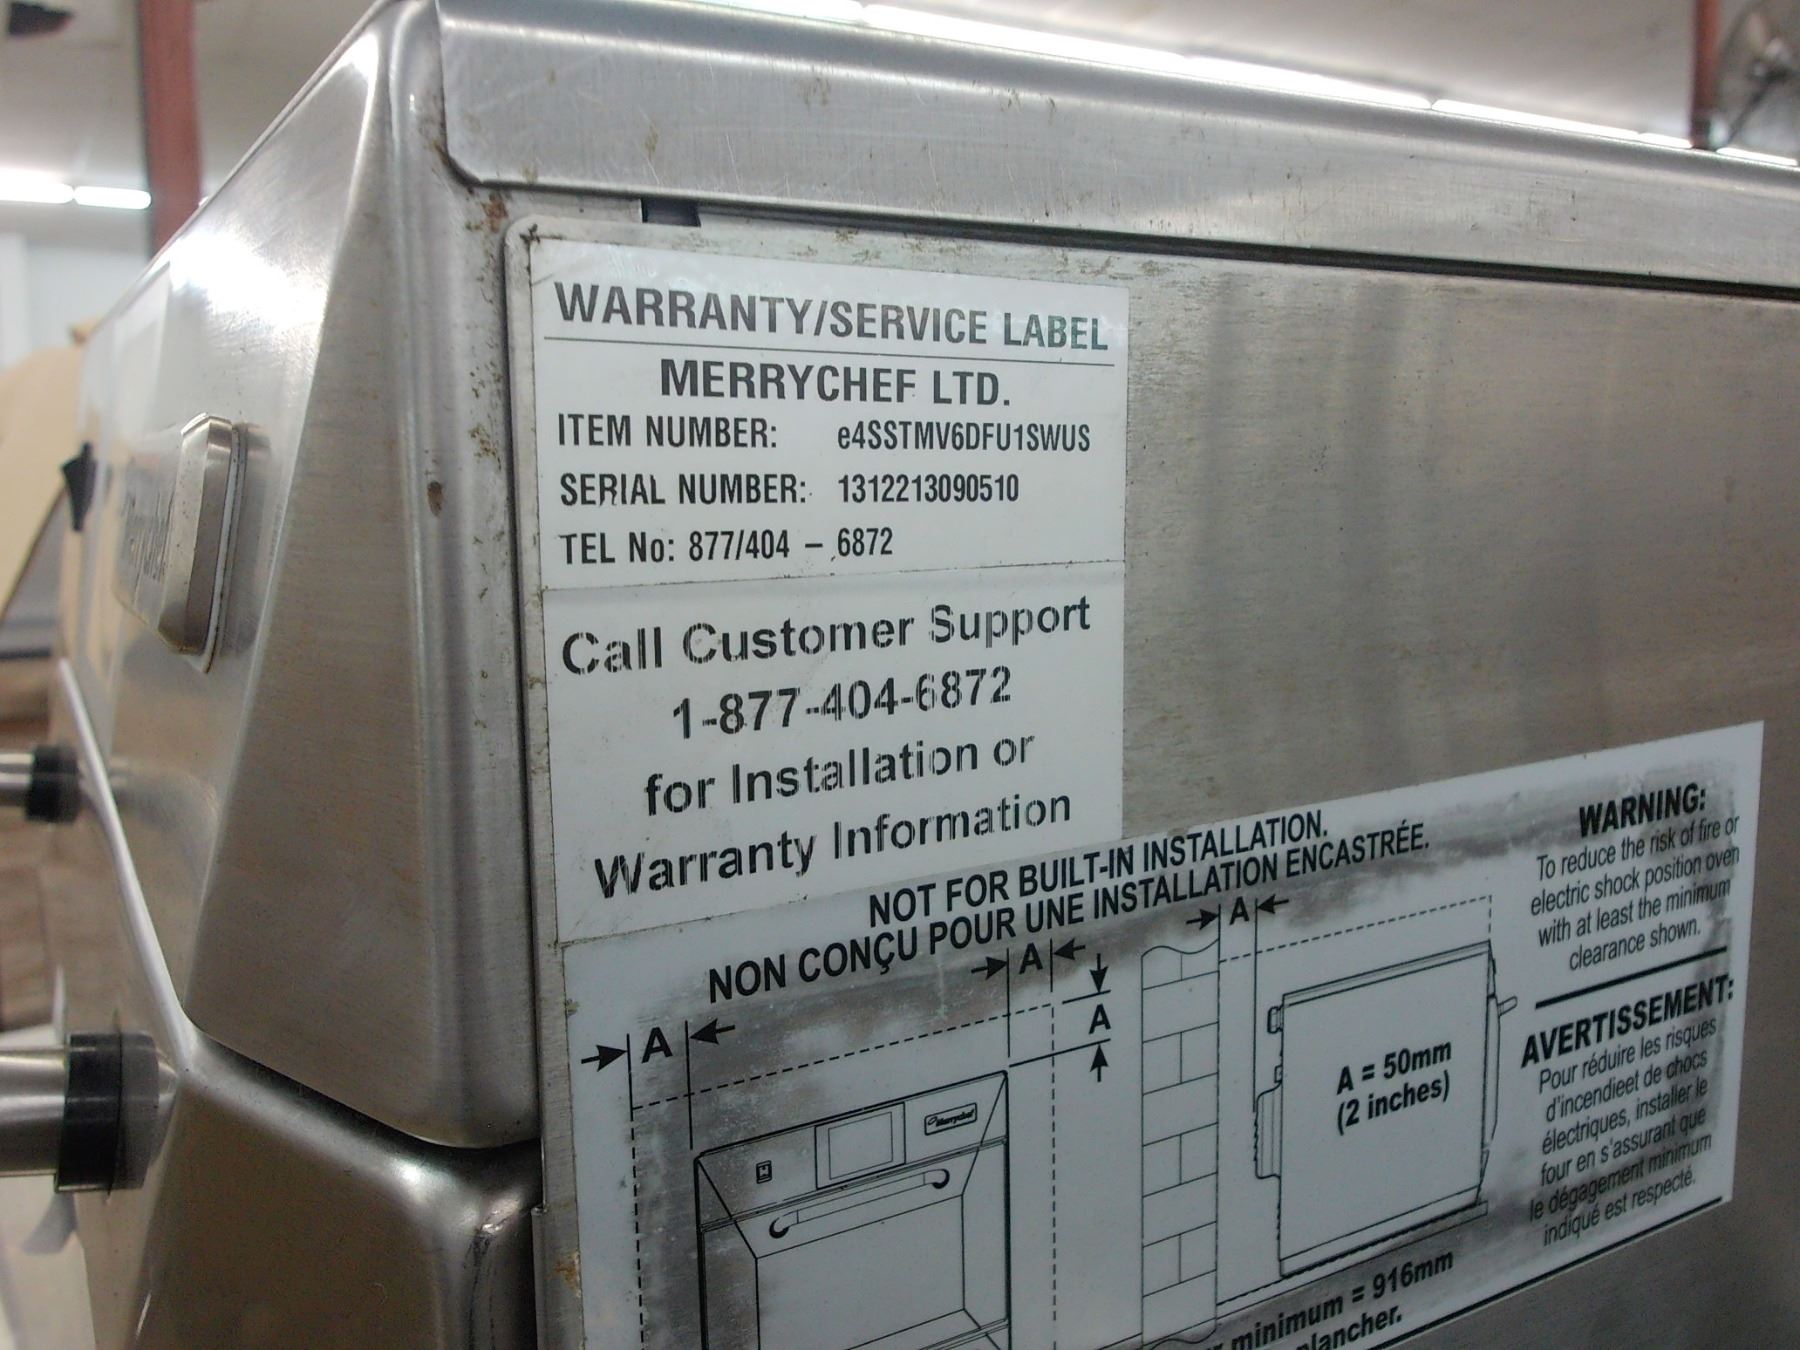 WARRANTY/SERVICE LABEL
MERRYCHEF LTD.
ITEM NUMBER: e4SSTMV6DFU1SWUS
SERIAL NUMBER: 1312213090510
TEL No: 877/404 – 6872
Call Customer Support
1-877-404-6872
for Installation or
Warranty Information
NOT FOR BUILT-IN INSTALLATION.
NON CONÇU POUR UNE INSTALLATION ENCASTRÉE.
A
A
A
A
Merrychef
A = 50mm
(2 inches)
WARNING:
To reduce the risk of fire or
electric shock position oven
with at least the minimum
clearance shown.
AVERTISSEMENT:
Pour réduire les risques
d'incendieet de chocs
électriques, installer le
four en s'assurant que
le dégagement minimum
indiqué est respecté.
minimum = 916mm
plancher.
Merrychef